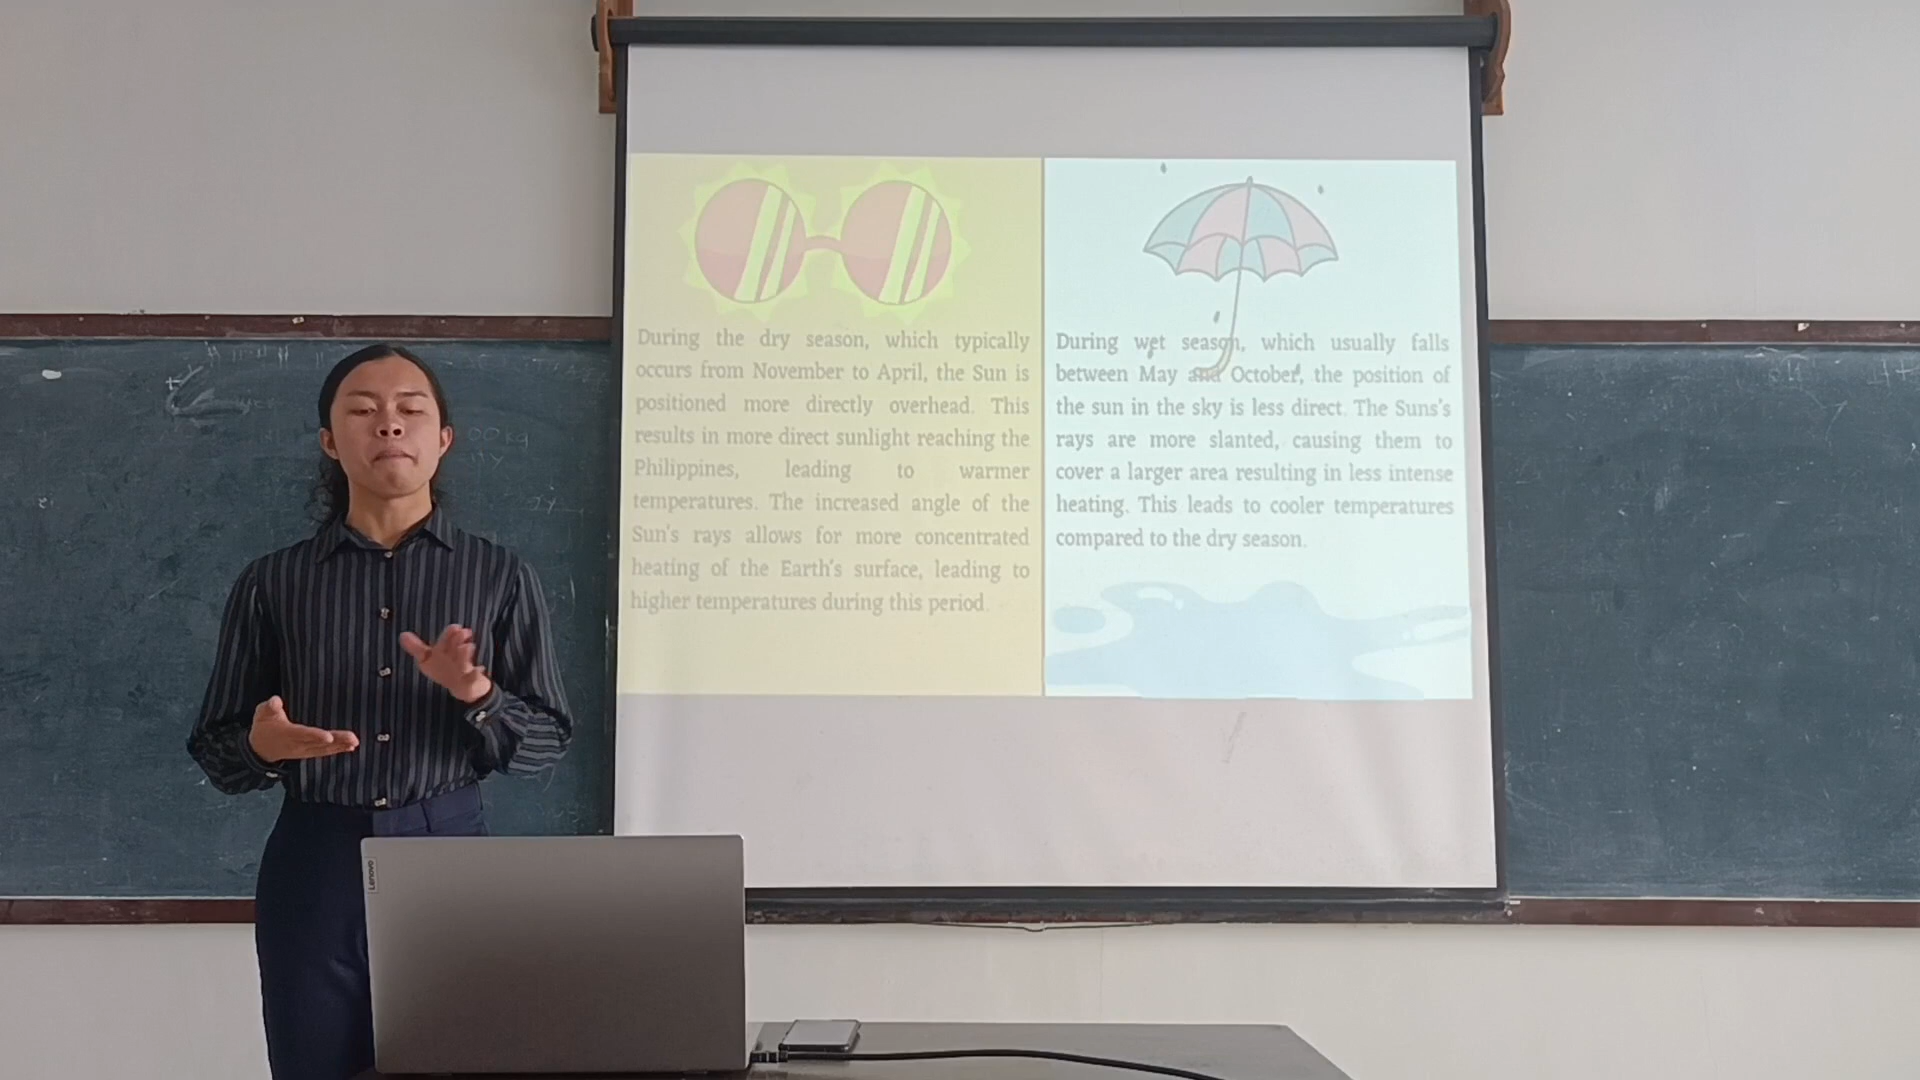 During the dry season, which typically
occurs from November to April, the Sun is
positioned more directly overhead. This
results in more direct sunlight reaching the
Philippines, leading to warmer
temperatures. The increased angle of the
Sun's rays allows for more concentrated
heating of the Earth's surface, leading to
higher temperatures during this period.
During wet season, which usually falls
between May and October, the position of
the sun in the sky is less direct. The Suns's
rays are more slanted, causing them to
cover a larger area resulting in less intense
heating. This leads to cooler temperatures
compared to the dry season.
Lenovo